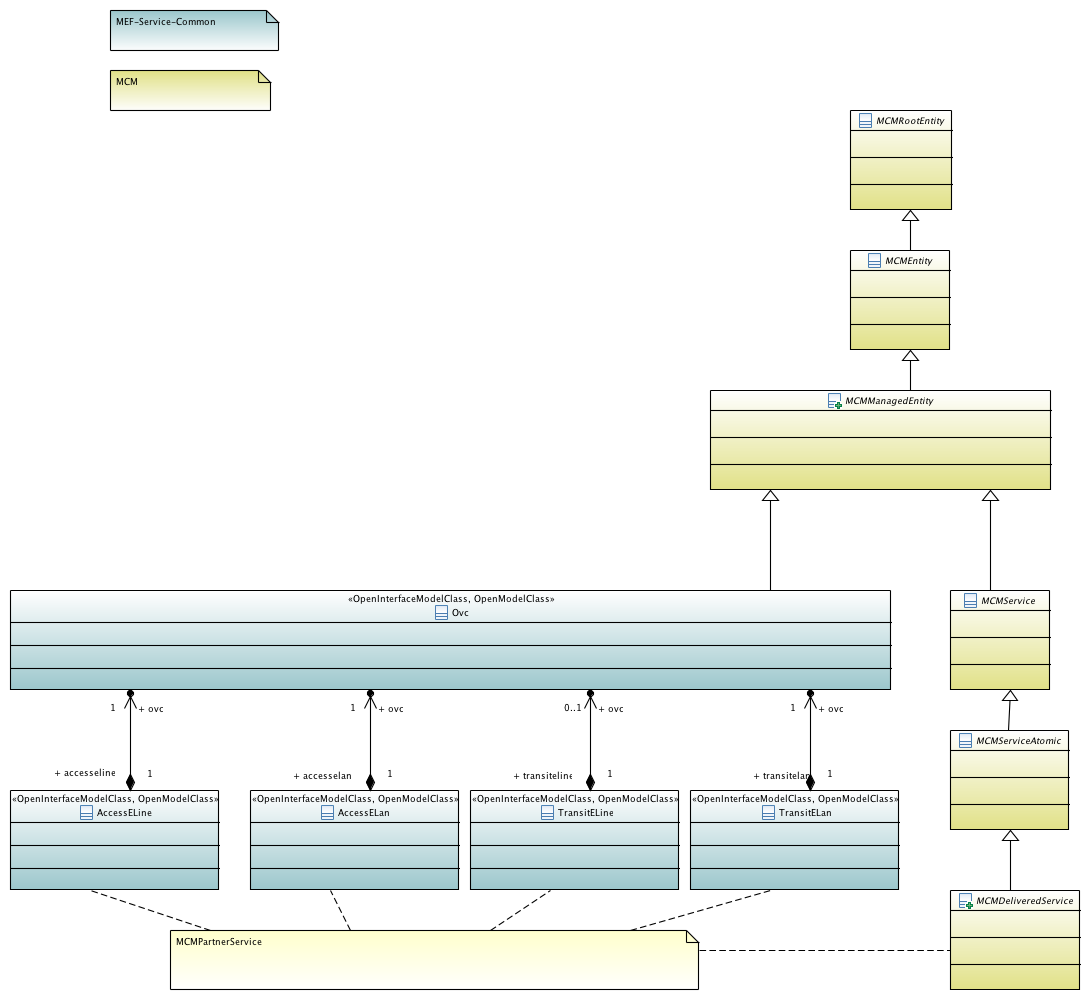 MEF-Service-Common
MCM
MCMRootEntity
MCMEntity
MCMManagedEntity
«OpenInterfaceModelClass, OpenModelClass»
Ovc
MCMService
1 + ovc
1 + ovc
0..1 + ovc
1 + ovc
MCMServiceAtomic
+ accesseline 1
+ accesselan 1
+ transiteline 1
+ transitelan 1
«OpenInterfaceModelClass, OpenModelClass»
AccessELine
«OpenInterfaceModelClass, OpenModelClass»
AccessELan
«OpenInterfaceModelClass, OpenModelClass»
TransitELine
«OpenInterfaceModelClass, OpenModelClass»
TransitELan
MCMDeliveredService
MCMPartnerService